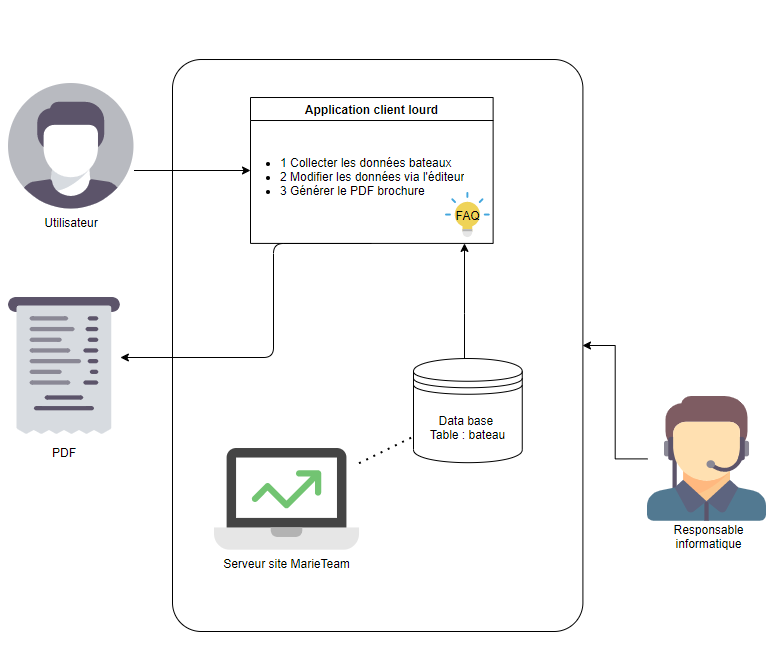 Application client lourd
1 Collecter les données bateaux
2 Modifier les données via l'éditeur
3 Générer le PDF brochure
FAQ
Utilisateur
PDF
Data base
Table : bateau
Serveur site MarieTeam
Responsable
informatique